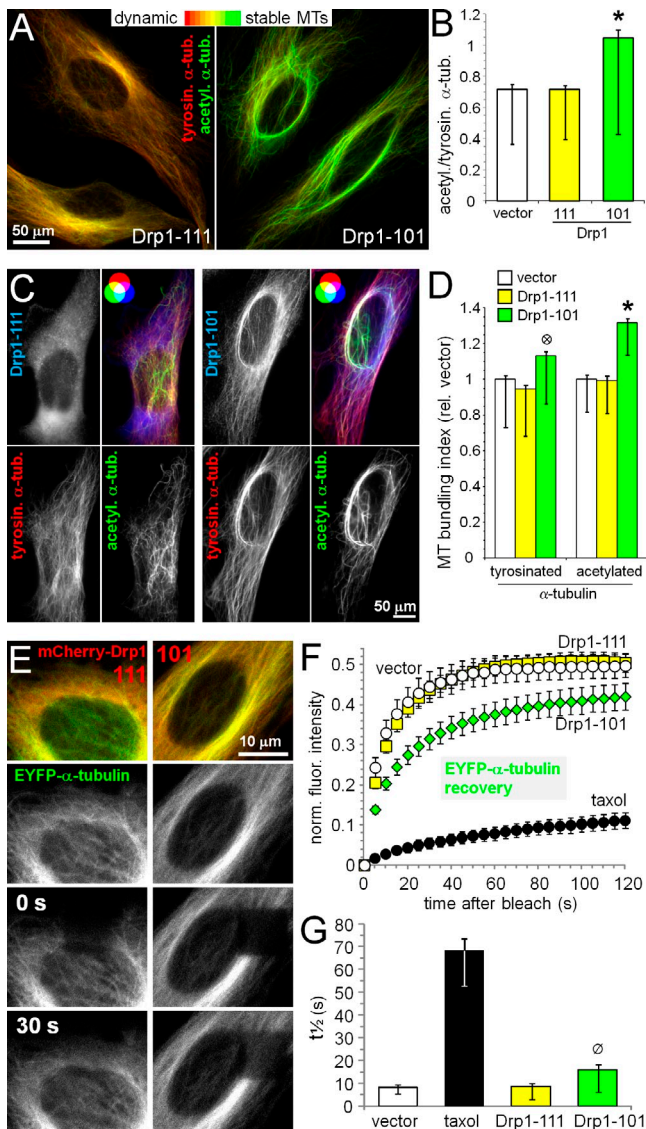 A
dynamic stable MTs
tyrosin. α-tub.
acetyl. α-tub.
50 μm
Drp1-111
Drp1-101
B
acetyl./tyrosin. α-tub.
1.2
1
0.8
0.6
0.4
0.2
0
*
vector
111
101
Drp1
C
Drp1-111
Drp1-101
tyrosin. α-tub.
acetyl. α-tub.
tyrosin. α-tub.
acetyl. α-tub.
50 μm
D
vector
Drp1-111
Drp1-101
MT bundling index (rel. vector)
1.4
1.2
1
0.8
0.6
0.4
0.2
0
⊗
*
tyrosinated
acetylated
α-tubulin
E
mCherry-Drp1
111
101
10 μm
EYFP-α-tubulin
0 s
30 s
F
norm. fluor. intensity
0.5
0.4
0.3
0.2
0.1
0
vector
Drp1-111
Drp1-101
EYFP-α-tubulin
recovery
taxol
0 20 40 60 80 100 120
time after bleach (s)
G
t½ (s)
80
70
60
50
40
30
20
10
0
∅
vector
taxol
Drp1-111
Drp1-101